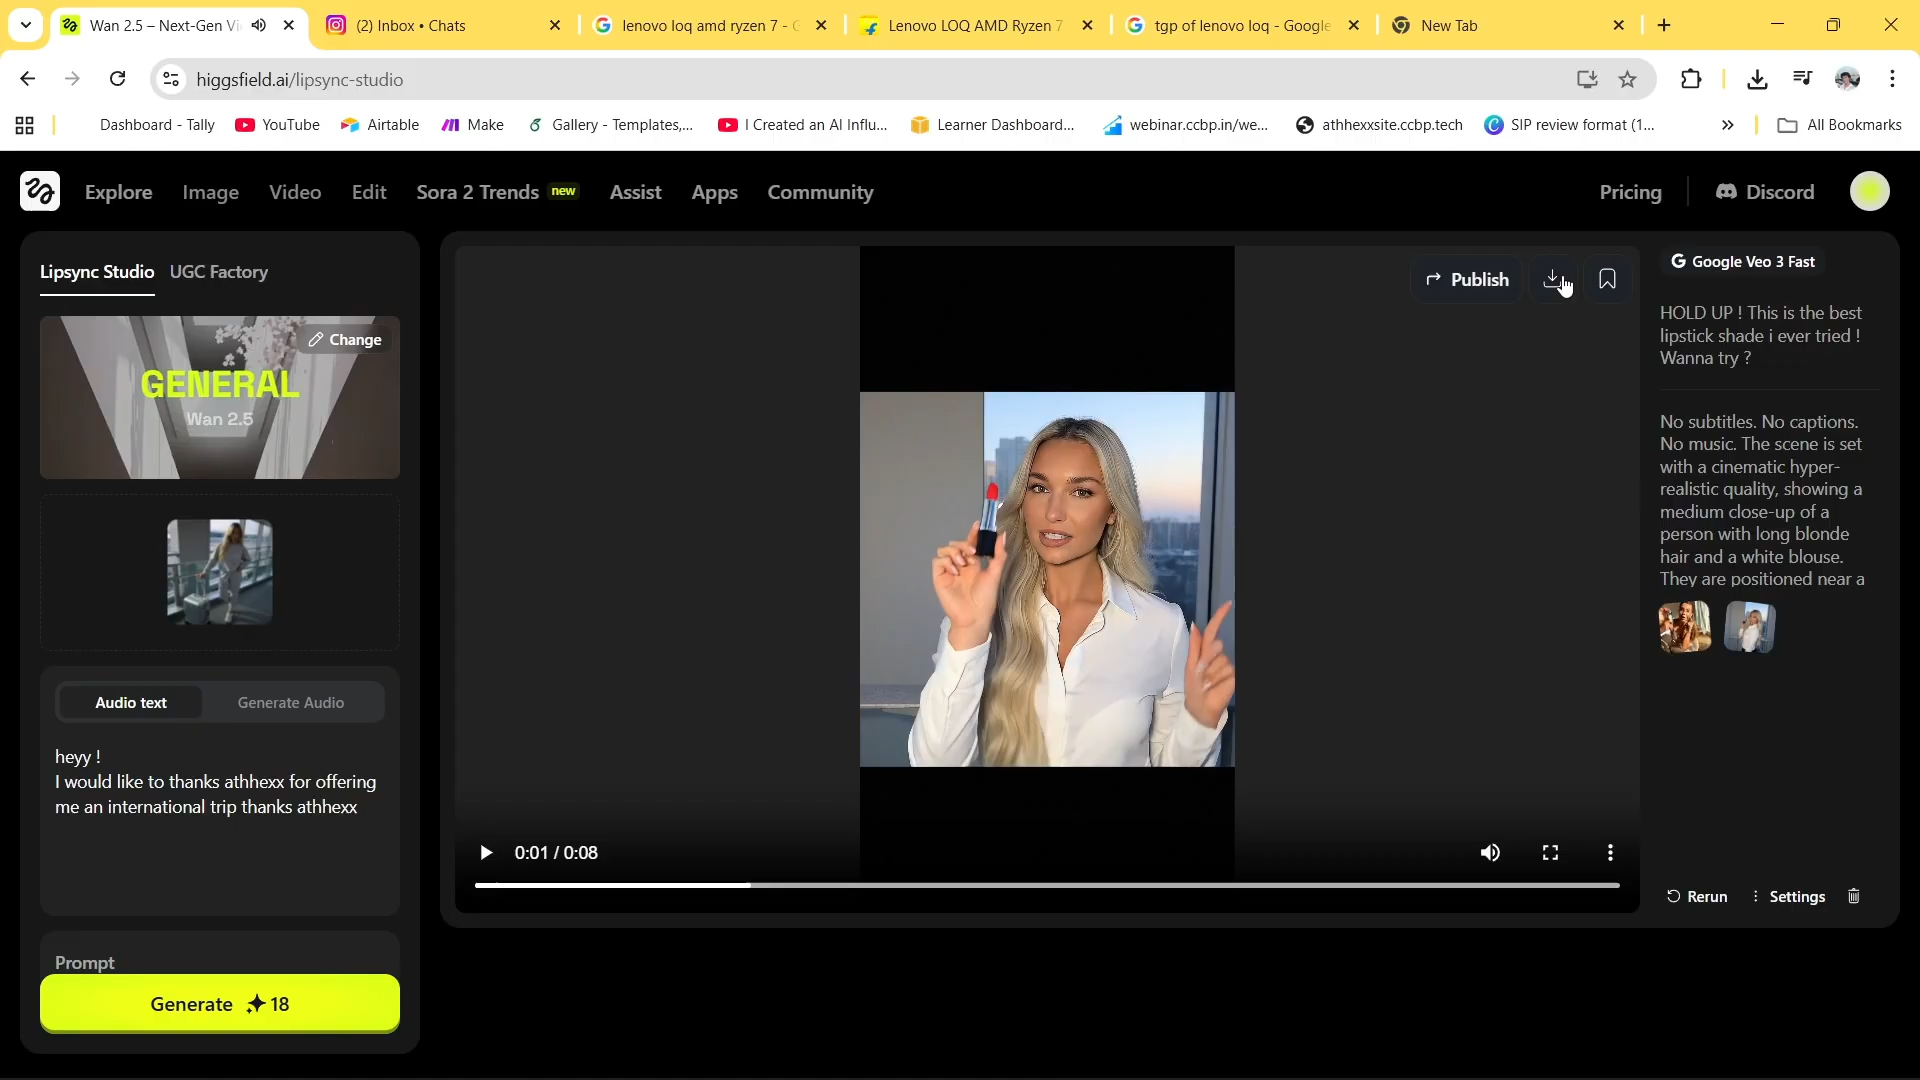 Wan 2.5 – Next-Gen Vi
(2) Inbox • Chats
lenovo loq amd ryzen 7 - G
Lenovo LOQ AMD Ryzen 7
tgp of lenovo loq - Google
New Tab
higgsfield.ai/lipsync-studio
Dashboard - Tally
YouTube
Airtable
Make
Gallery - Templates,...
I Created an AI Influ...
Learner Dashboard...
webinar.ccbp.in/we...
athhexxsite.ccbp.tech
SIP review format (1...
All Bookmarks
Explore
Image
Video
Edit
Sora 2 Trends new
Assist
Apps
Community
Pricing
Discord
Lipsync Studio
UGC Factory
Change
GENERAL
Wan 2.5
Audio text
Generate Audio
heyy !
I would like to thanks athhexx for offering
me an international trip thanks athhexx
Prompt
Generate 18
Publish
0:01 / 0:08
Google Veo 3 Fast
HOLD UP ! This is the best
lipstick shade i ever tried !
Wanna try ?
No subtitles. No captions.
No music. The scene is set
with a cinematic hyper-
realistic quality, showing a
medium close-up of a
person with long blonde
hair and a white blouse.
They are positioned near a
Rerun
Settings